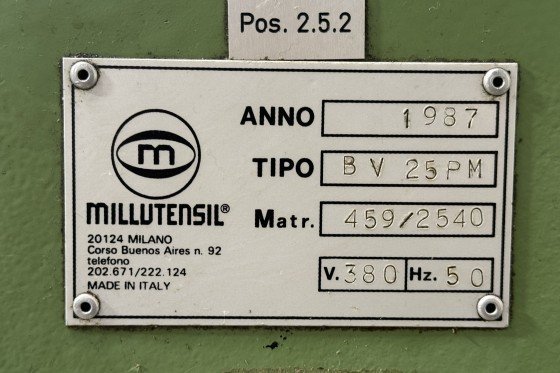 Pos. 2.5.2
m
MILLUTENSIL®
20124 MILANO
Corso Buenos Aires n. 92
telefono
202.671/222.124
MADE IN ITALY
ANNO 1987
TIPO BV 25PM
Matr. 459/2540
V. 380 Hz. 50